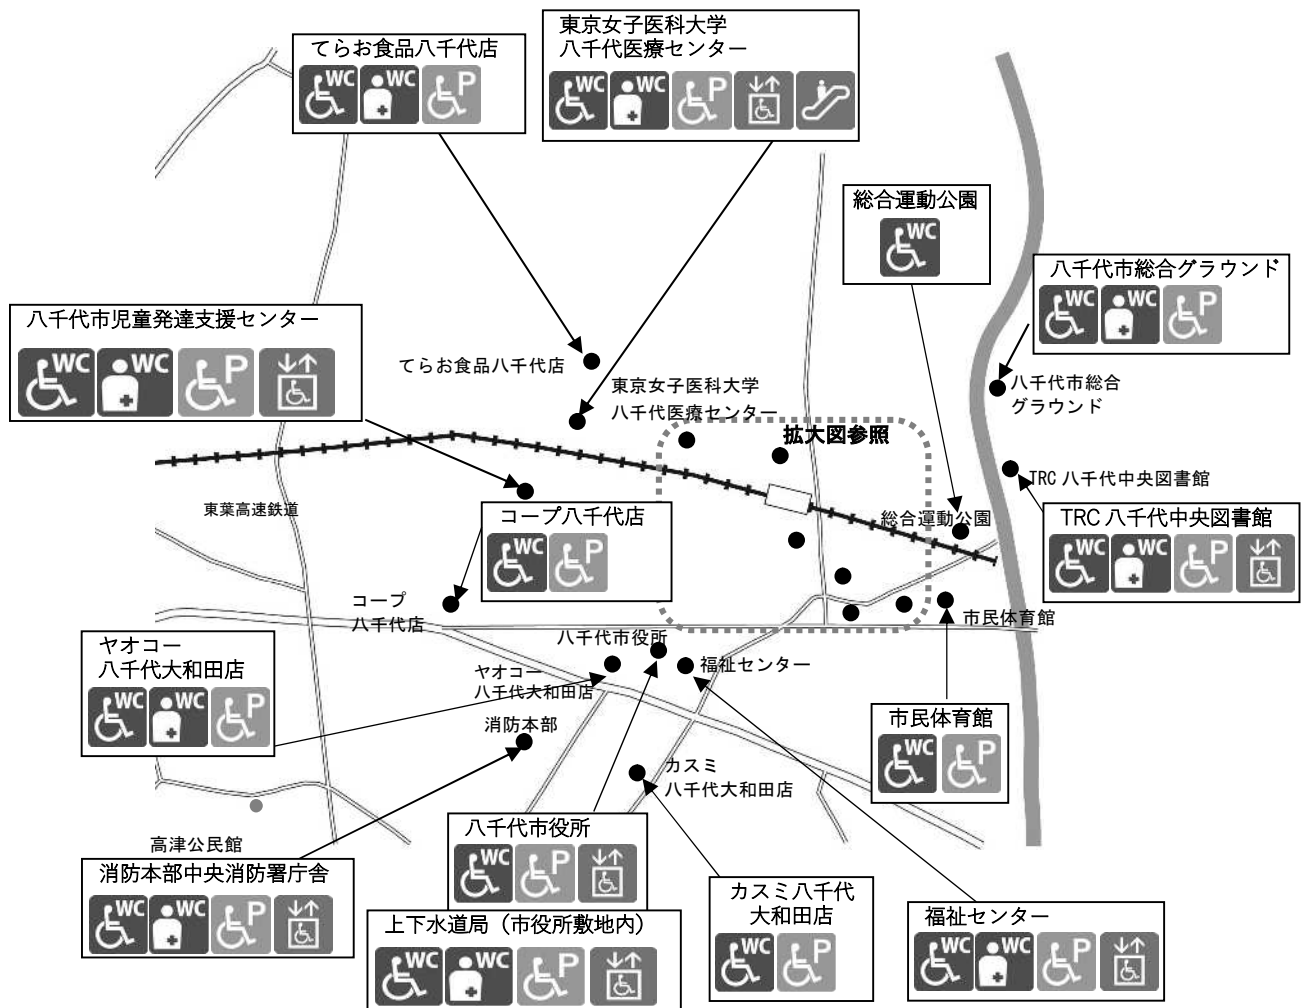 てらお食品八千代店
WC WC P
東京女子医科大学
八千代医療センター
WC WC P
総合運動公園
WC
八千代市総合グラウンド
WC WC P
八千代市児童発達支援センター
WC WC P
てらお食品八千代店
東京女子医科大学
八千代医療センター
拡大図参照
八千代市総合
グラウンド
TRC 八千代中央図書館
東葉高速鉄道
コープ八千代店
WC P
総合運動公園
TRC 八千代中央図書館
WC WC P
コープ
八千代店
市民体育館
ヤオコー
八千代大和田店
WC WC P
八千代市役所
福祉センター
ヤオコー
八千代大和田店
消防本部
市民体育館
WC P
カスミ
八千代大和田店
高津公民館
消防本部中央消防署庁舎
WC WC P
八千代市役所
WC P
上下水道局（市役所敷地内）
WC WC P
カスミ八千代
大和田店
WC P
福祉センター
WC WC P